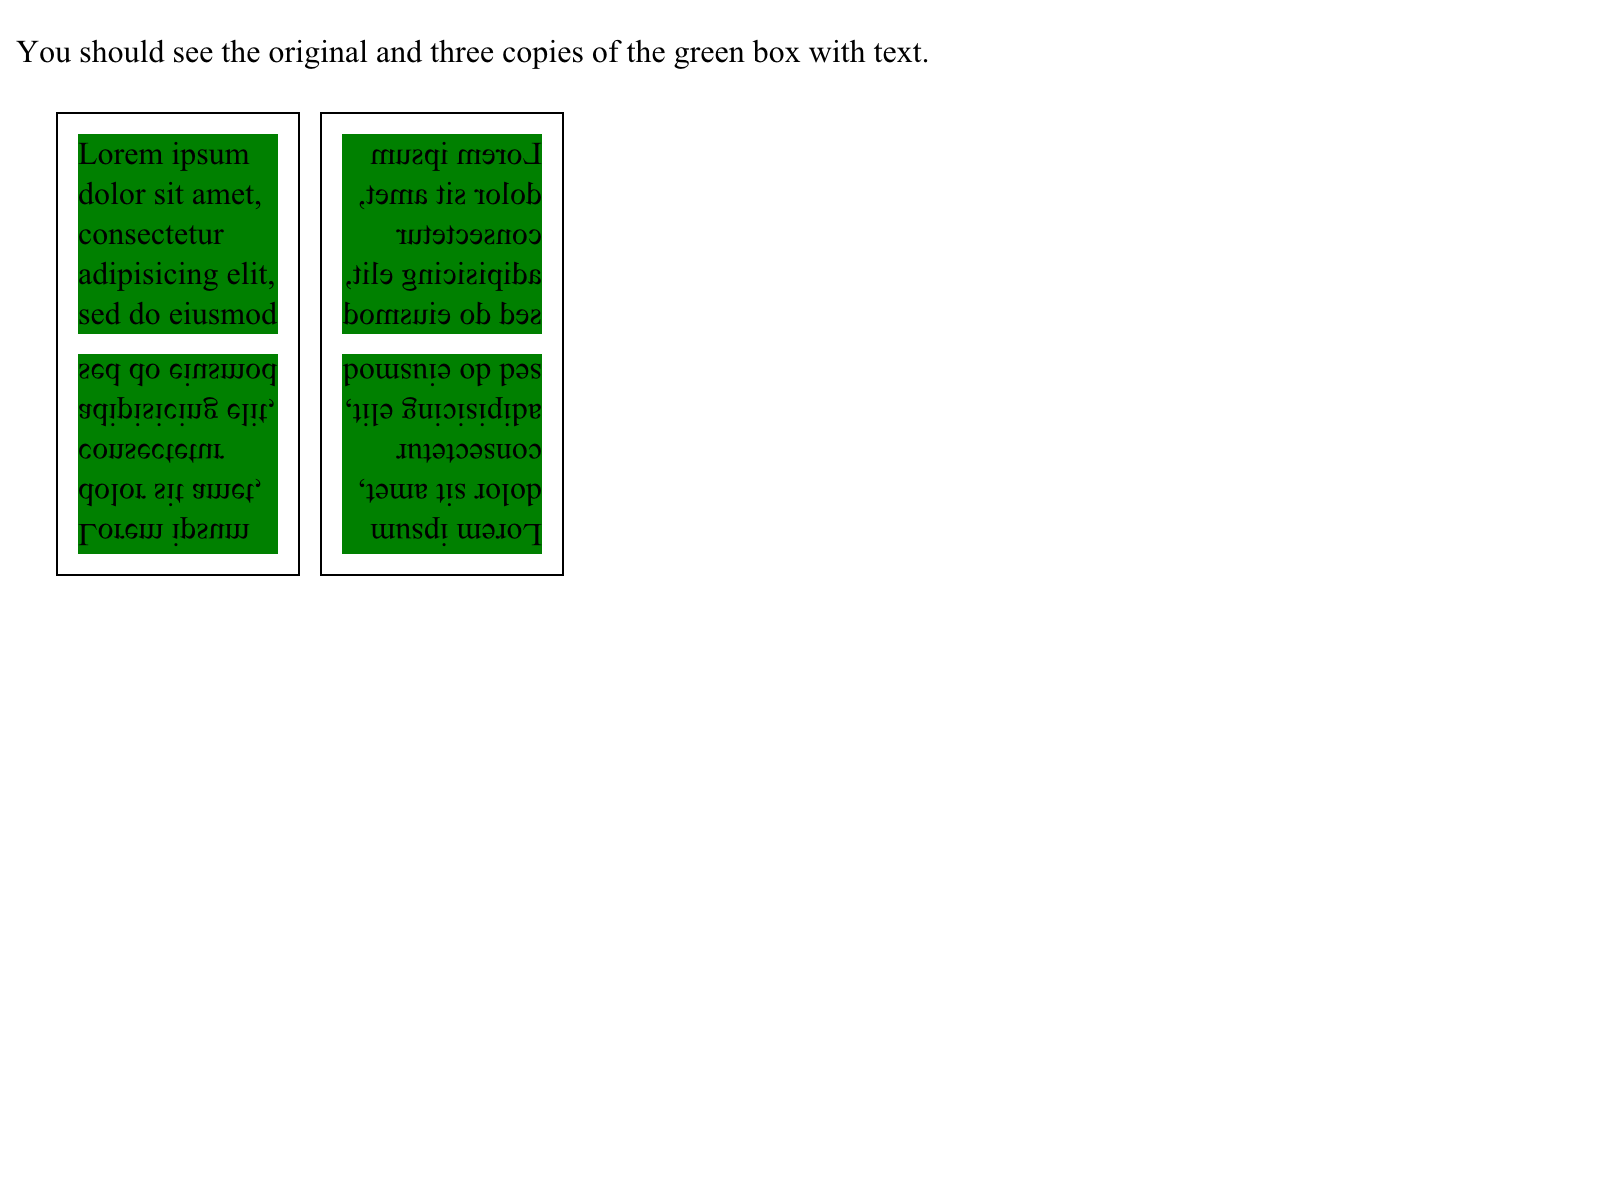 You should see the original and three copies of the green box with text.
Lorem ipsum
dolor sit amet,
consectetur
adipisicing elit,
sed do eiusmod
sed do eiusmod
adipisicing elit,
consectetur
dolor sit amet,
Lorem ipsum
Lorem ipsum
dolor sit amet,
consectetur
adipisicing elit,
sed do eiusmod
sed do eiusmod
adipisicing elit,
consectetur
dolor sit amet,
Lorem ipsum